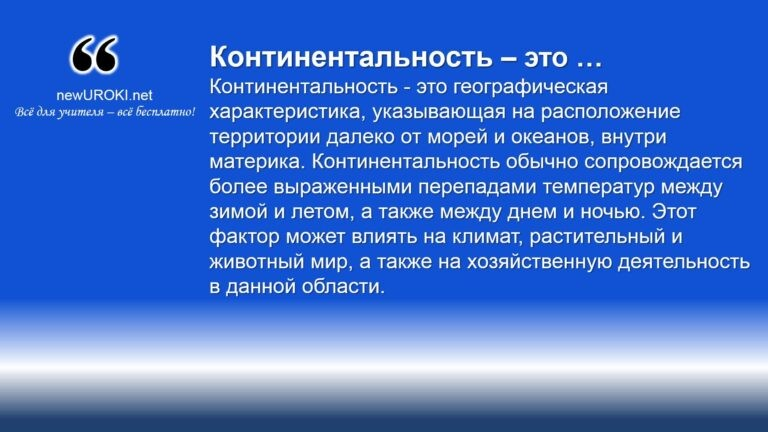 newUROKI.net
Всё для учителя – всё бесплатно!
Континентальность – это …
Континентальность - это географическая
характеристика, указывающая на расположение
территории далеко от морей и океанов, внутри
материка. Континентальность обычно сопровождается
более выраженными перепадами температур между
зимой и летом, а также между днем и ночью. Этот
фактор может влиять на климат, растительный и
животный мир, а также на хозяйственную деятельность
в данной области.